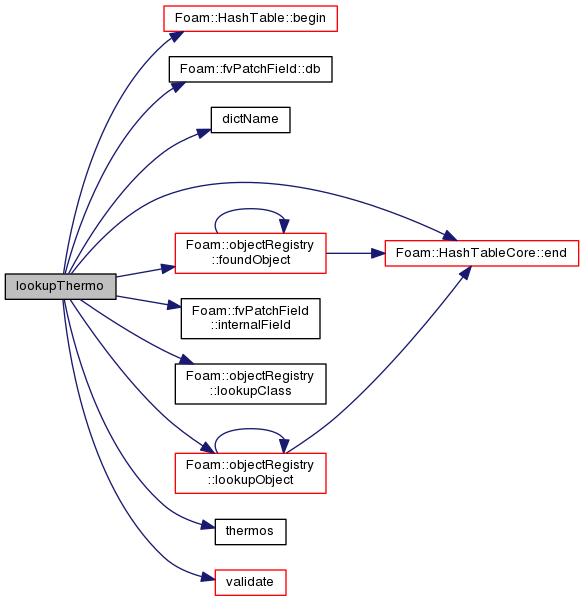 Foam::HashTable::begin
Foam::fvPatchField::db
dictName
Foam::objectRegistry
::foundObject
Foam::HashTableCore::end
lookupThermo
Foam::fvPatchField
::internalField
Foam::objectRegistry
::lookupClass
Foam::objectRegistry
::lookupObject
thermos
validate